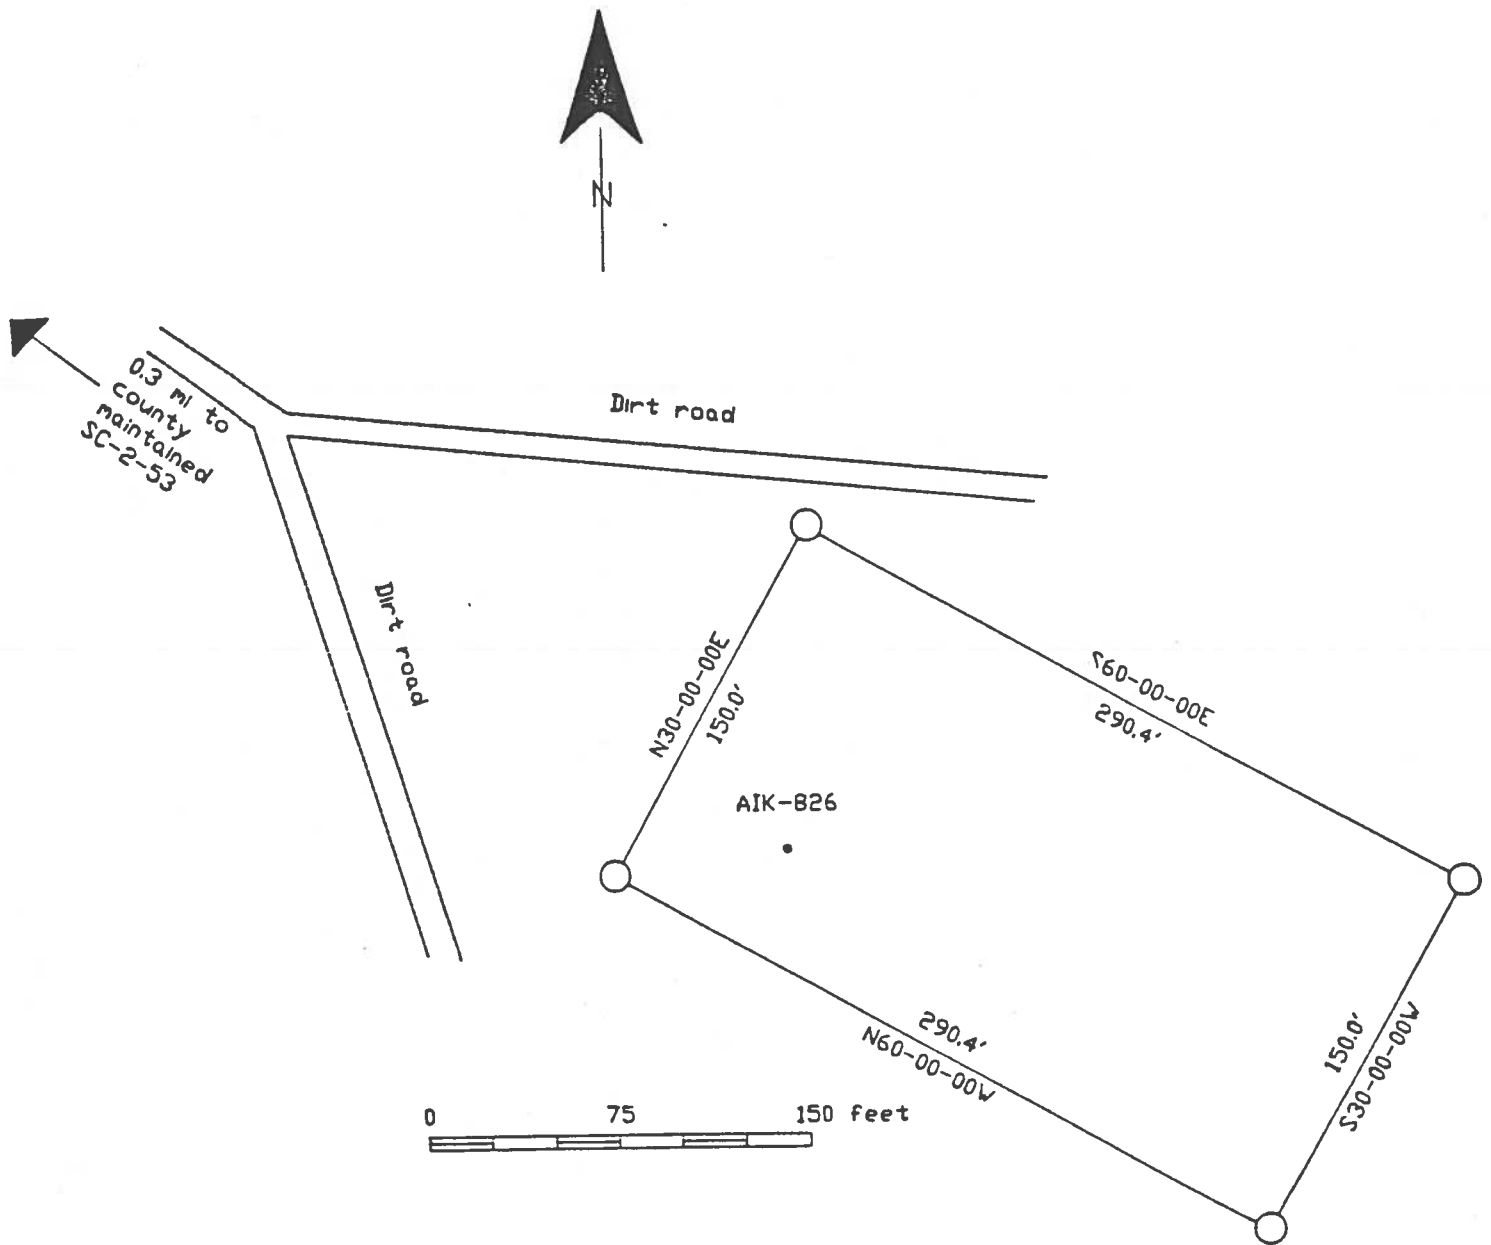 N
0.3 mi to
county
maintained
SC-2-53
Dirt road
Dirt road
N30-00-00E
150.0'
S60-00-00E
290.4'
AIK-826
290.4'
N60-00-00W
150.0'
S30-00-00W
0 75 150 feet